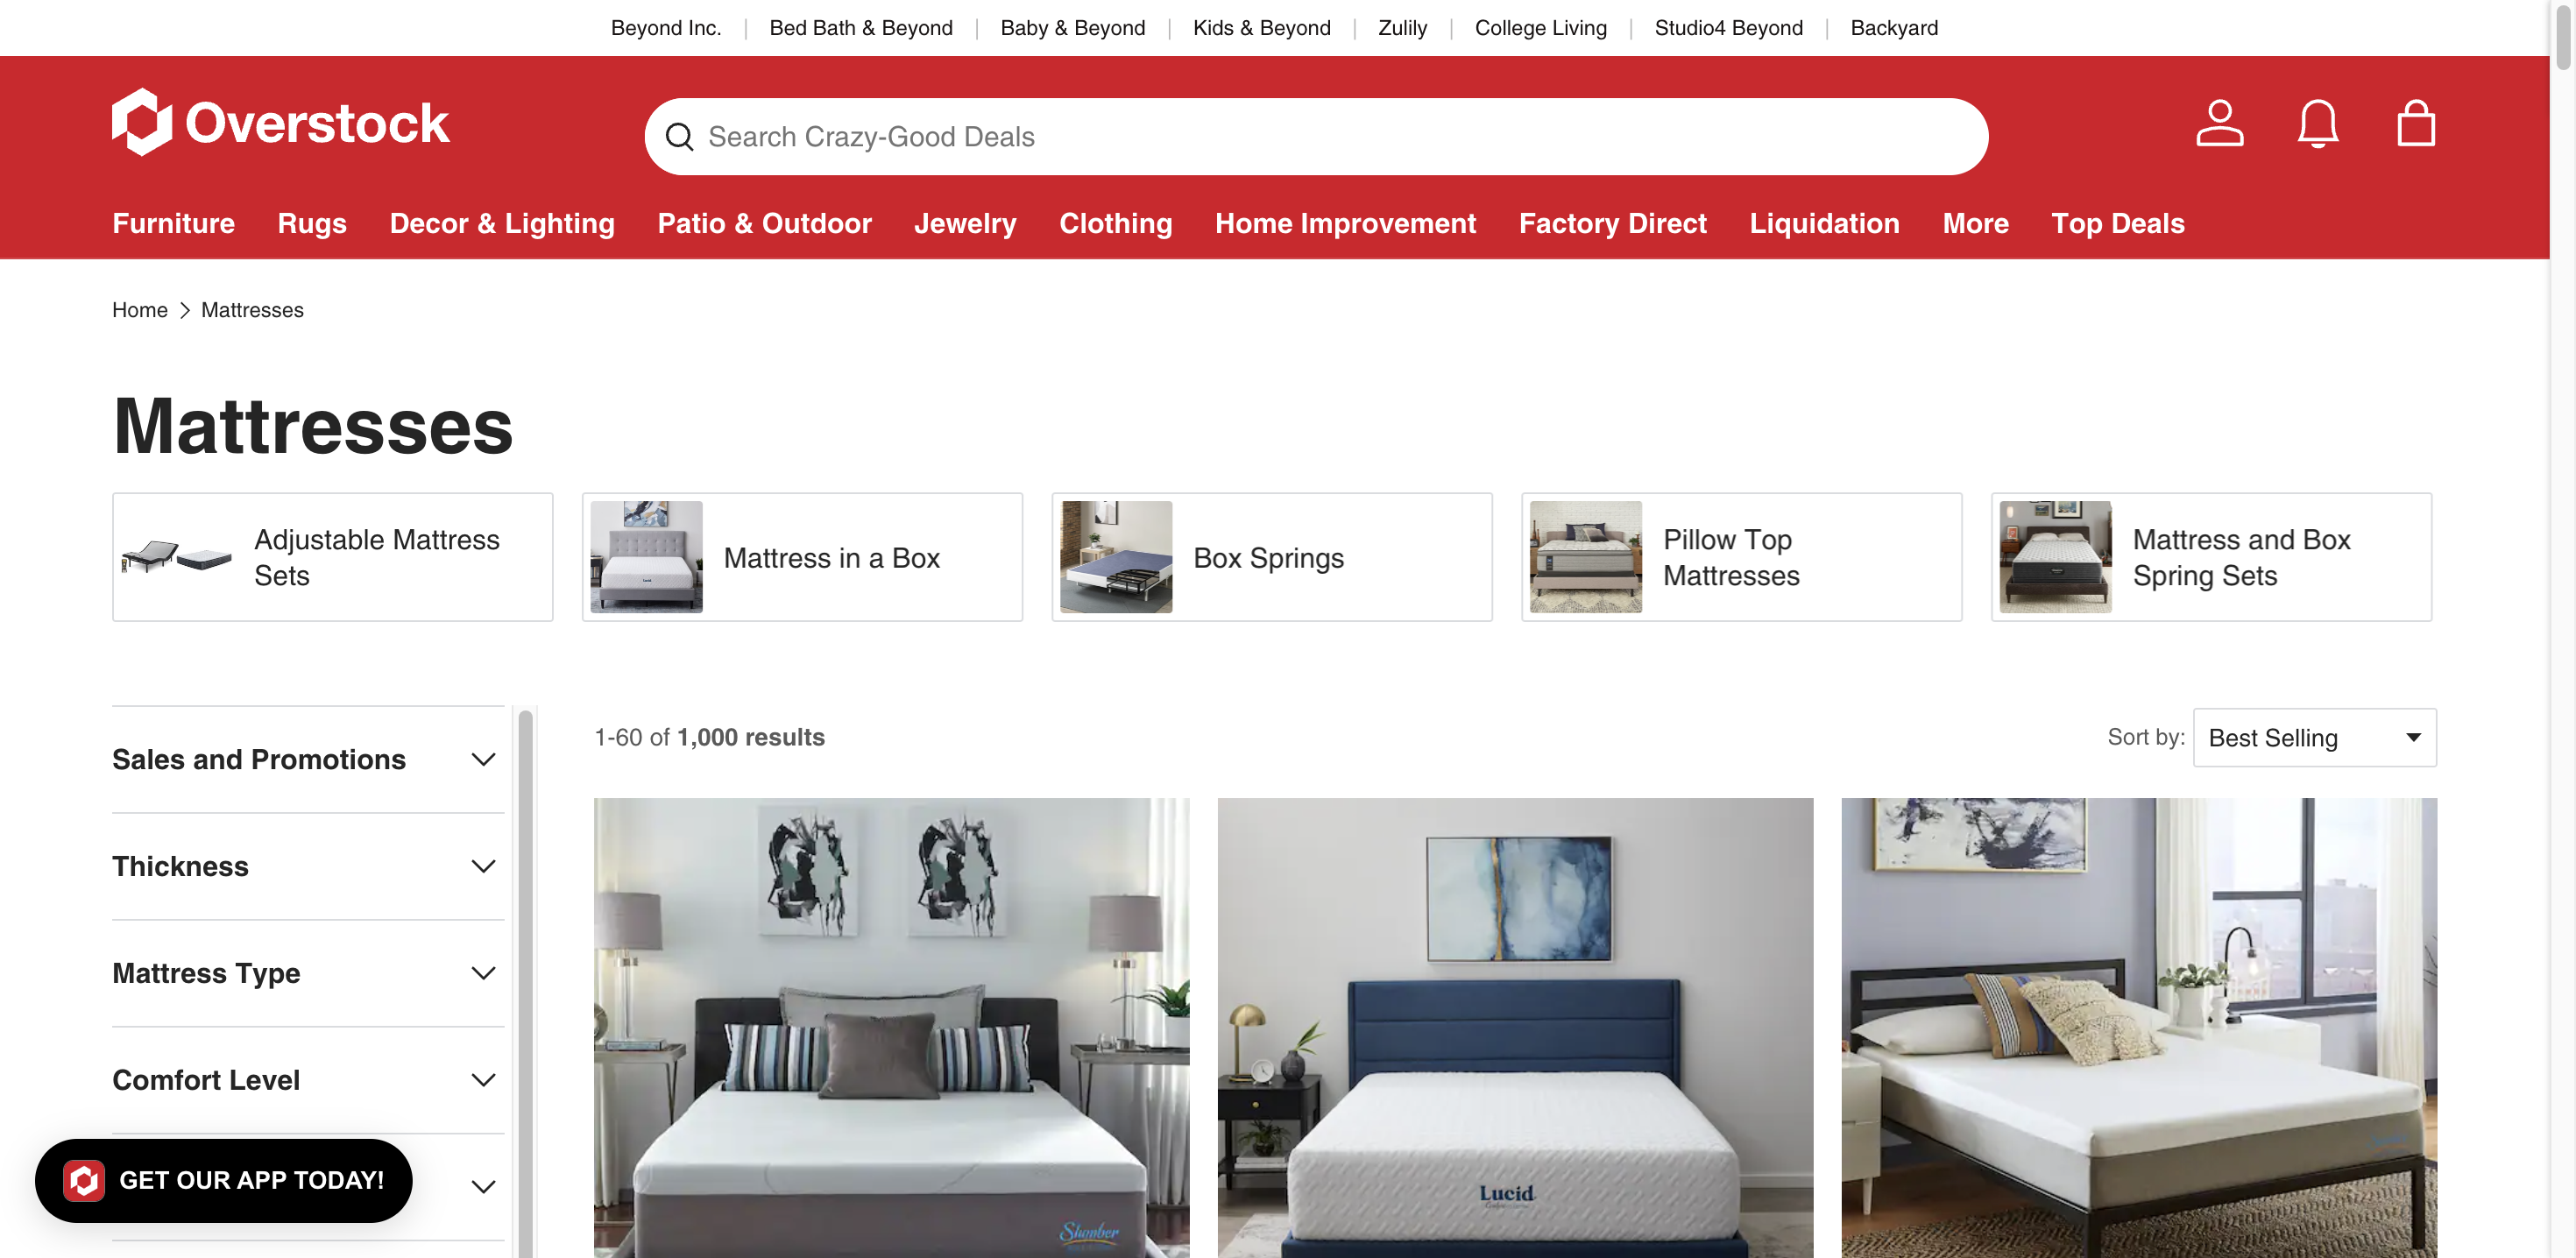 Beyond Inc. | Bed Bath & Beyond | Baby & Beyond | Kids & Beyond | Zulily | College Living | Studio4 Beyond | Backyard
Overstock
Search Crazy-Good Deals
Furniture Rugs Decor & Lighting Patio & Outdoor Jewelry Clothing Home Improvement Factory Direct Liquidation More Top Deals
Home > Mattresses
Mattresses
Adjustable Mattress
Sets
Mattress in a Box
Box Springs
Pillow Top
Mattresses
Mattress and Box
Spring Sets
Sales and Promotions
Thickness
Mattress Type
Comfort Level
GET OUR APP TODAY!
1-60 of 1,000 results
Sort by: Best Selling
Slumber
Lucid